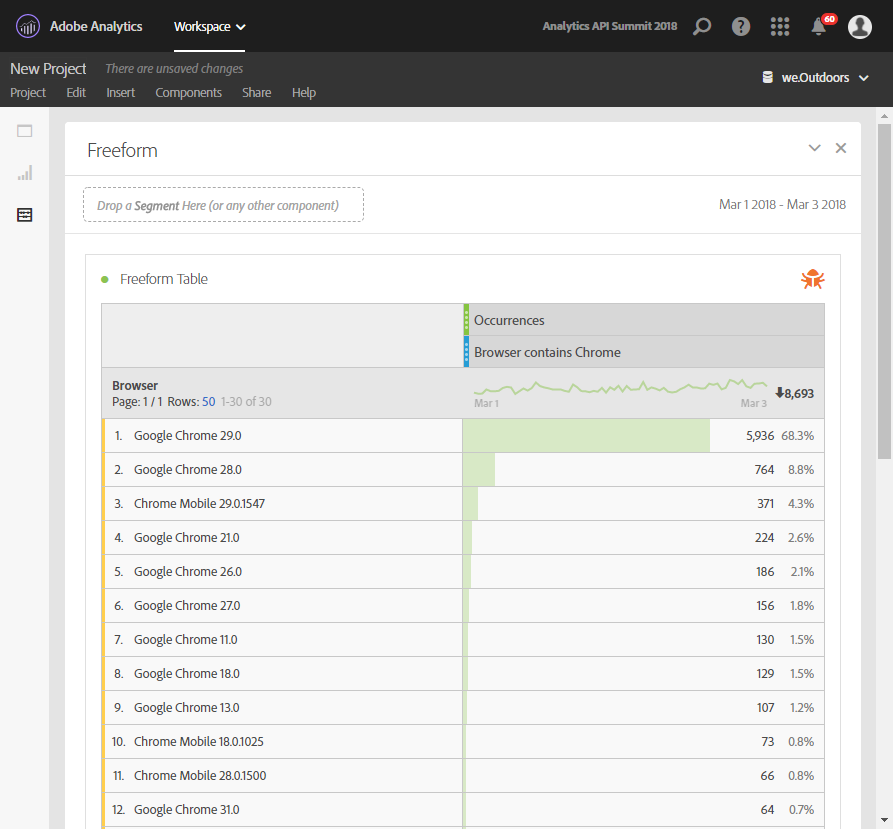 Adobe Analytics Workspace Analytics API Summit 2018 ? 60
New Project There are unsaved changes
we.Outdoors
Project Edit Insert Components Share Help
Freeform
Drop a Segment Here (or any other component) Mar 1 2018 - Mar 3 2018
Freeform Table
Occurrences
Browser contains Chrome
Browser
Page: 1 / 1 Rows: 50 1-30 of 30
Mar 1 Mar 3
8,693
1. Google Chrome 29.0 5,936 68.3%
2. Google Chrome 28.0 764 8.8%
3. Chrome Mobile 29.0.1547 371 4.3%
4. Google Chrome 21.0 224 2.6%
5. Google Chrome 26.0 186 2.1%
6. Google Chrome 27.0 156 1.8%
7. Google Chrome 11.0 130 1.5%
8. Google Chrome 18.0 129 1.5%
9. Google Chrome 13.0 107 1.2%
10. Chrome Mobile 18.0.1025 73 0.8%
11. Chrome Mobile 28.0.1500 66 0.8%
12. Google Chrome 31.0 64 0.7%